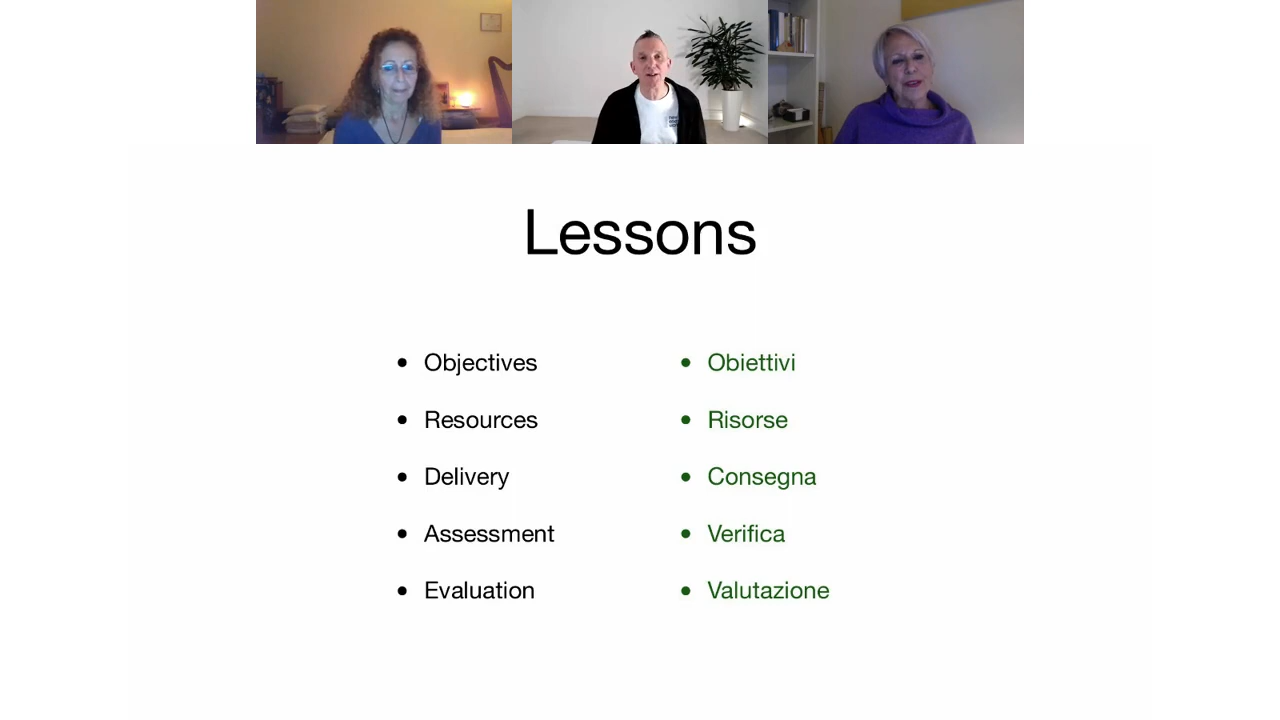 Lessons
Objectives
Resources
Delivery
Assessment
Evaluation
Obiettivi
Risorse
Consegna
Verifica
Valutazione